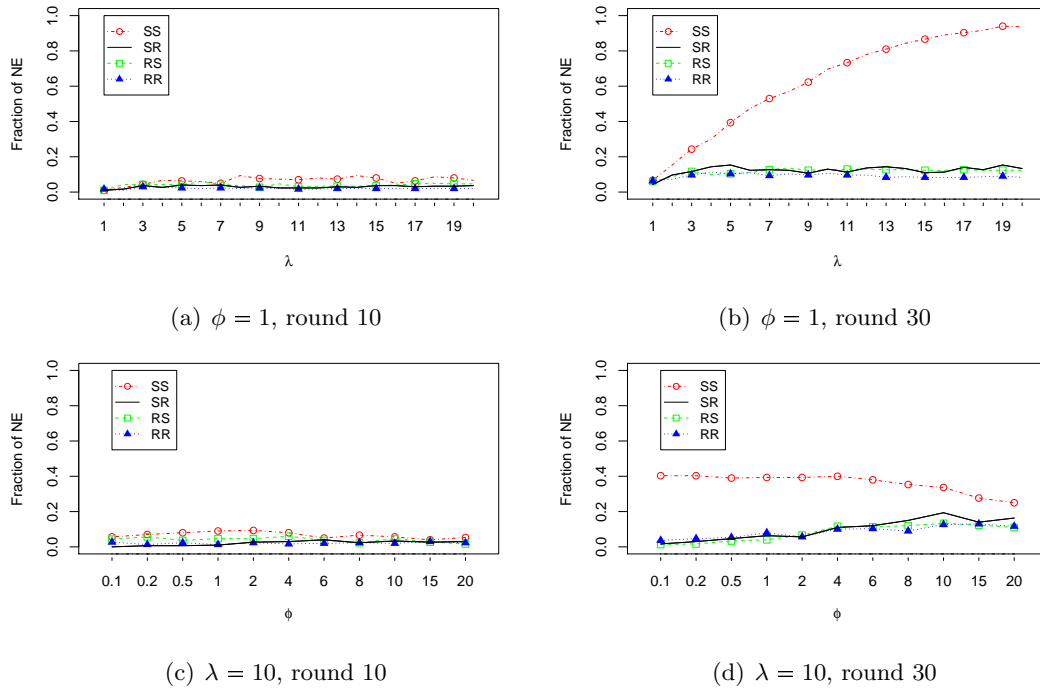 1.0
0.8
0.6
0.4
0.2
0.0
Fraction of NE
SS
SR
RS
RR
1 3 5 7 9 11 13 15 17 19
λ
(a) ϕ = 1, round 10
1.0
0.8
0.6
0.4
0.2
0.0
Fraction of NE
SS
SR
RS
RR
1 3 5 7 9 11 13 15 17 19
λ
(b) ϕ = 1, round 30
1.0
0.8
0.6
0.4
0.2
0.0
Fraction of NE
SS
SR
RS
RR
0.1 0.2 0.5 1 2 4 6 8 10 15 20
ϕ
(c) λ = 10, round 10
1.0
0.8
0.6
0.4
0.2
0.0
Fraction of NE
SS
SR
RS
RR
0.1 0.2 0.5 1 2 4 6 8 10 15 20
ϕ
(d) λ = 10, round 30